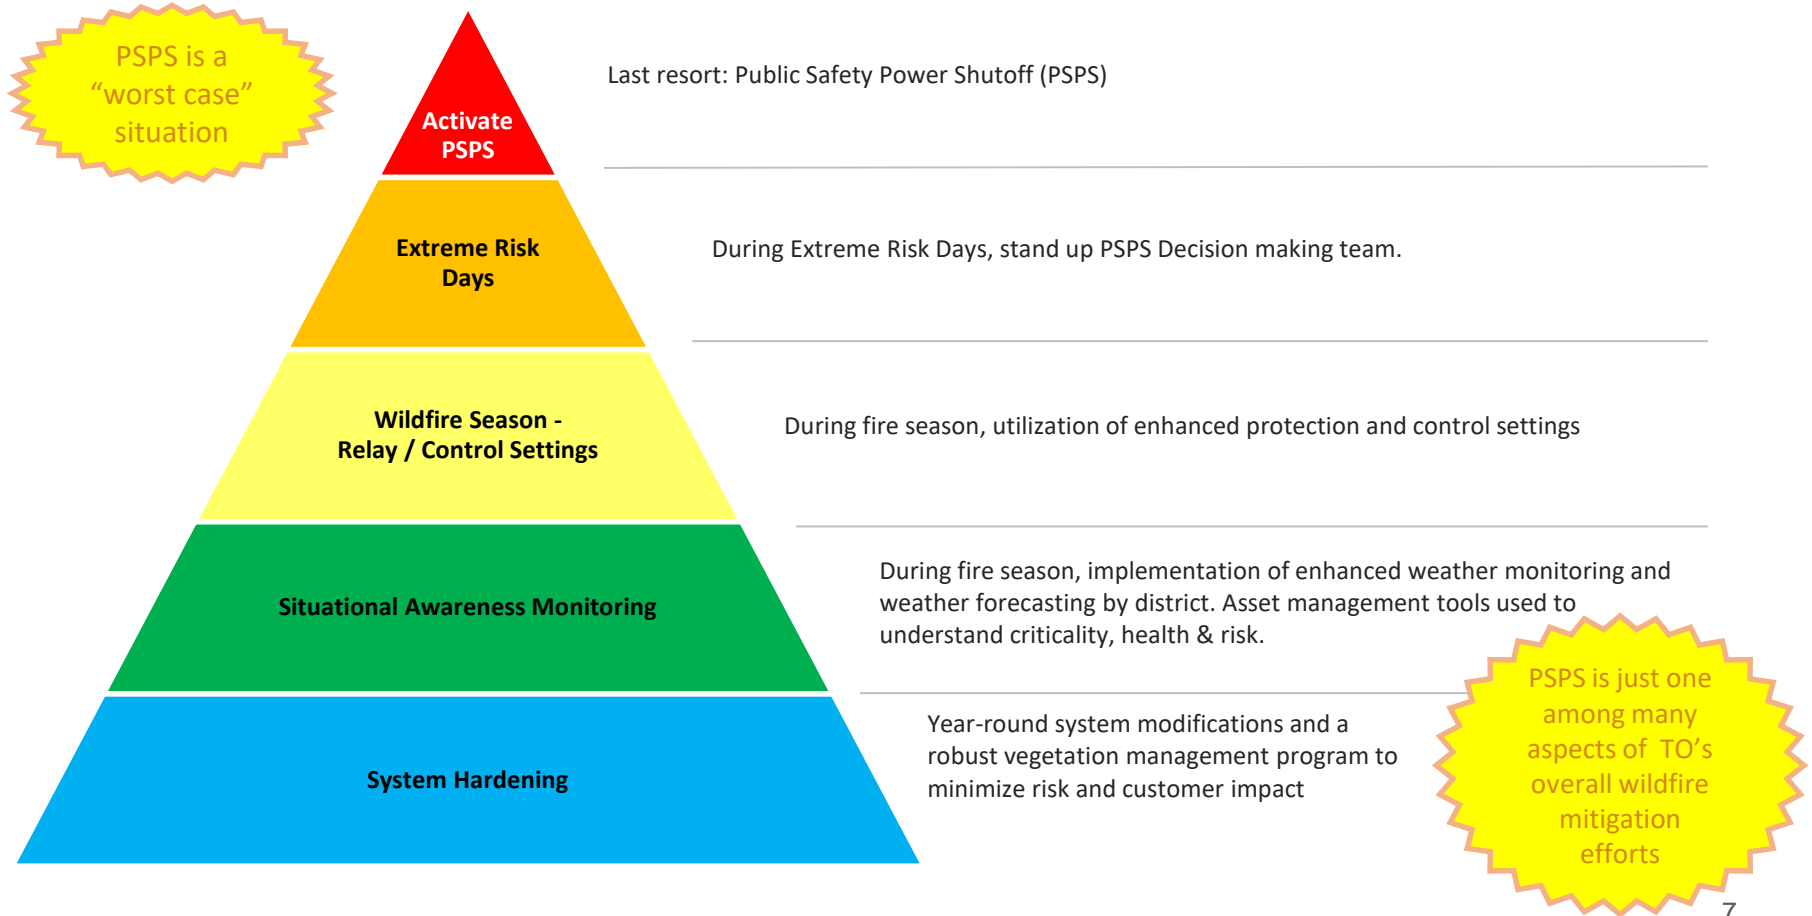 PSPS is a
“worst case”
situation
Activate
PSPS
Last resort: Public Safety Power Shutoff (PSPS)
Extreme Risk
Days
During Extreme Risk Days, stand up PSPS Decision making team.
Wildfire Season -
Relay / Control Settings
During fire season, utilization of enhanced protection and control settings
Situational Awareness Monitoring
During fire season, implementation of enhanced weather monitoring and
weather forecasting by district. Asset management tools used to
understand criticality, health & risk.
System Hardening
Year-round system modifications and a
robust vegetation management program to
minimize risk and customer impact
PSPS is just one
among many
aspects of  TO’s
overall wildfire
mitigation
efforts
7